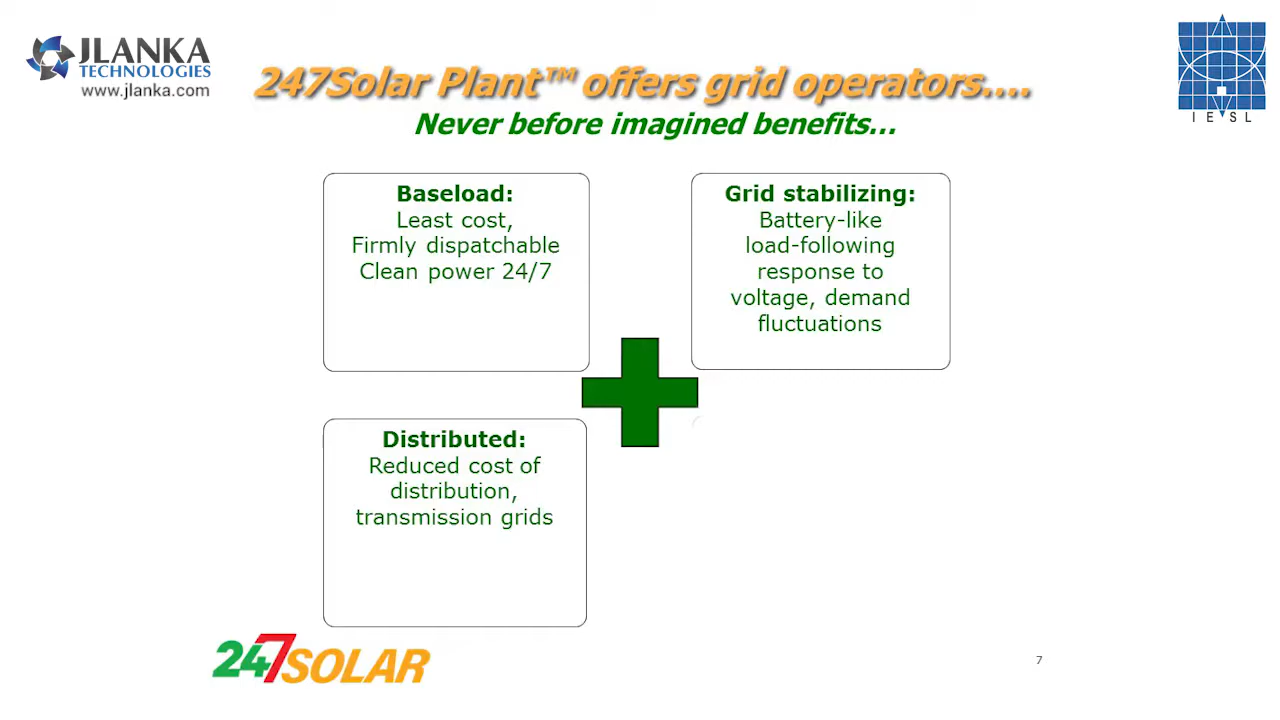 JLANKA
TECHNOLOGIES
www.jlanka.com
247Solar Plant™ offers grid operators....
Never before imagined benefits...
I E S L
Baseload:
Least cost,
Firmly dispatchable
Clean power 24/7
Grid stabilizing:
Battery-like
load-following
response to
voltage, demand
fluctuations
Distributed:
Reduced cost of
distribution,
transmission grids
247SOLAR
7